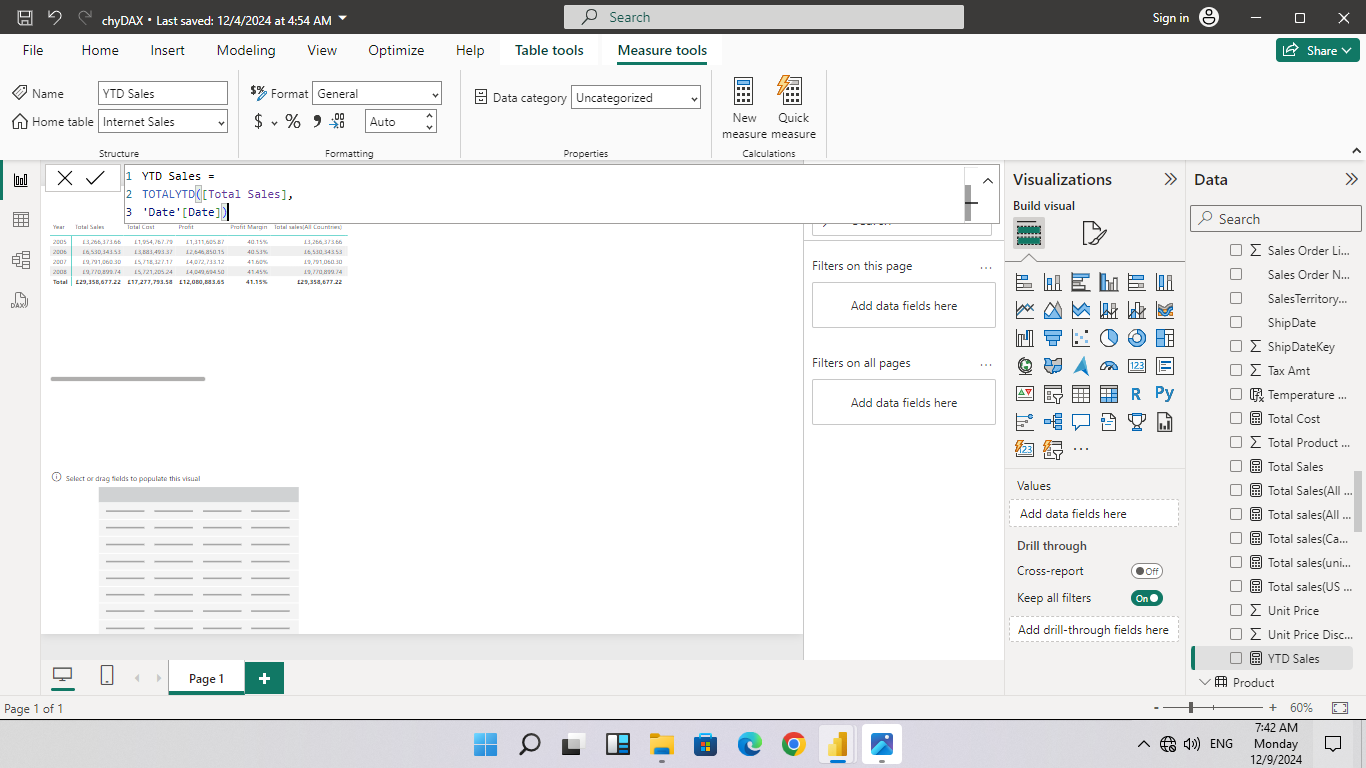 chyDAX • Last saved: 12/4/2024 at 4:54 AM
Search
Sign in
File Home Insert Modeling View Optimize Help Table tools Measure tools
Share
Name YTD Sales
Home table Internet Sales
Structure
$% Format General
$ % Auto
Formatting
Data category Uncategorized
Properties
New measure
Quick measure
Calculations
1 YTD Sales =
2 TOTALYTD([Total Sales],
3 'Date'[Date])
Year Total Sales Total Cost Profit Profit Margin Total sales(All Countries)
2005 £3,266,373.66 £1,954,767.79 £1,311,605.87 40.15% £3,266,373.66
2006 £6,530,343.53 £3,883,493.37 £2,646,850.15 40.53% £6,530,343.53
2007 £9,791,060.30 £5,718,327.17 £4,072,733.12 41.60% £9,791,060.30
2008 £9,770,899.74 £5,721,205.24 £4,049,694.50 41.45% £9,770,899.74
Total £29,358,677.22 £17,277,793.58 £12,080,883.65 41.15% £29,358,677.22
Select or drag fields to populate this visual
Filters on this page ...
Add data fields here
Filters on all pages ...
Add data fields here
Visualizations
Build visual
123
R
Py
123
...
Values
Add data fields here
Drill through
Cross-report Off
Keep all filters On
Add drill-through fields here
Data
Search
Sales Order Li...
Sales Order N...
SalesTerritory...
ShipDate
ShipDateKey
Tax Amt
Temperature ...
Total Cost
Total Product ...
Total Sales
Total Sales(All ...
Total sales(All ...
Total sales(Ca...
Total sales(uni...
Total sales(US ...
Unit Price
Unit Price Disc...
YTD Sales
Product
DAX
Page 1
+
Page 1 of 1
- + 60%
ENG
7:42 AM
Monday
12/9/2024